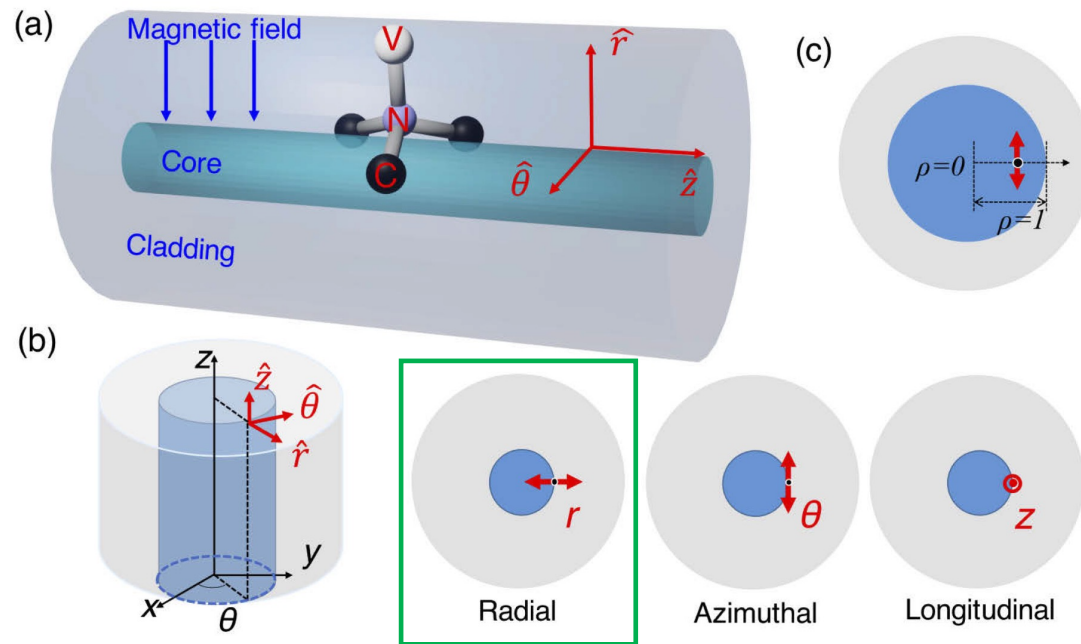 (a)
Magnetic field
V
N
C
Core
Cladding
r̂
θ̂
ẑ
(c)
ρ=0
ρ=1
(b)
z
ẑ
θ̂
r̂
y
x
θ
r
Radial
θ
Azimuthal
z
Longitudinal